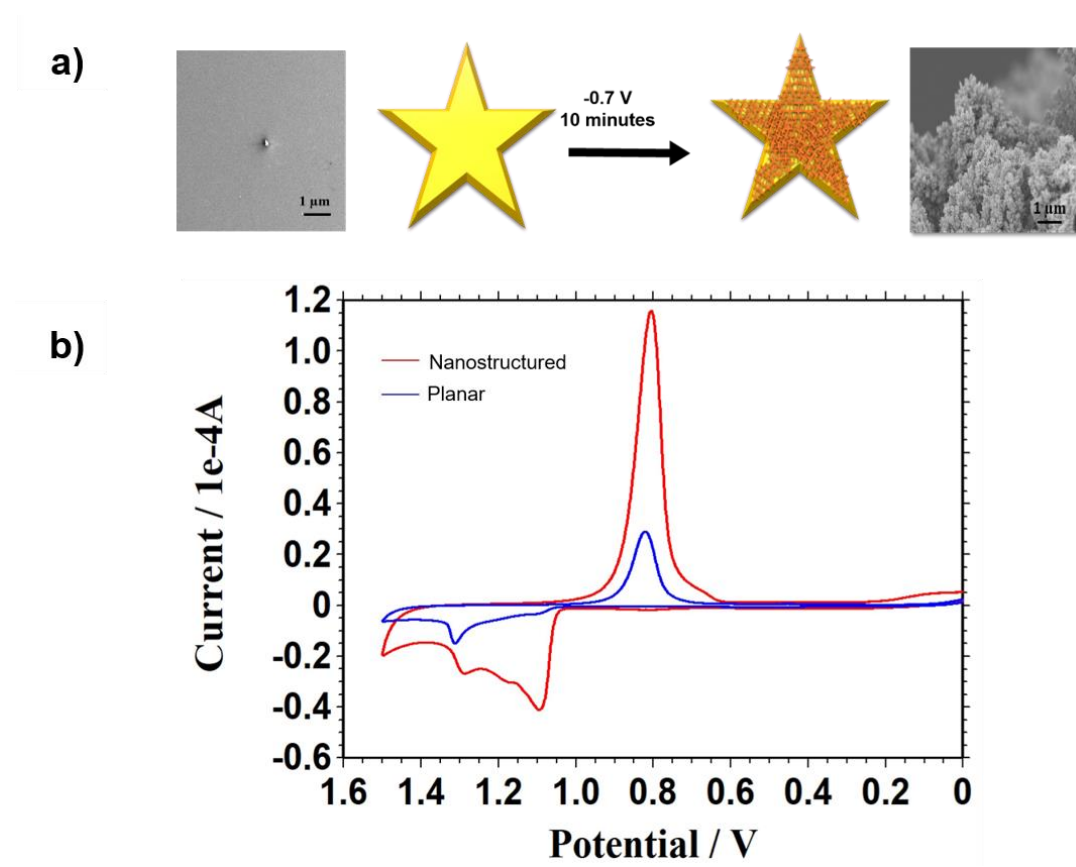 a)
1 µm
-0.7 V
10 minutes
1 µm
b)
Nanostructured
Planar
Current / 1e-4A
1.2
1.0
0.8
0.6
0.4
0.2
0
-0.2
-0.4
-0.6
1.6 1.4 1.2 1.0 0.8 0.6 0.4 0.2 0
Potential / V